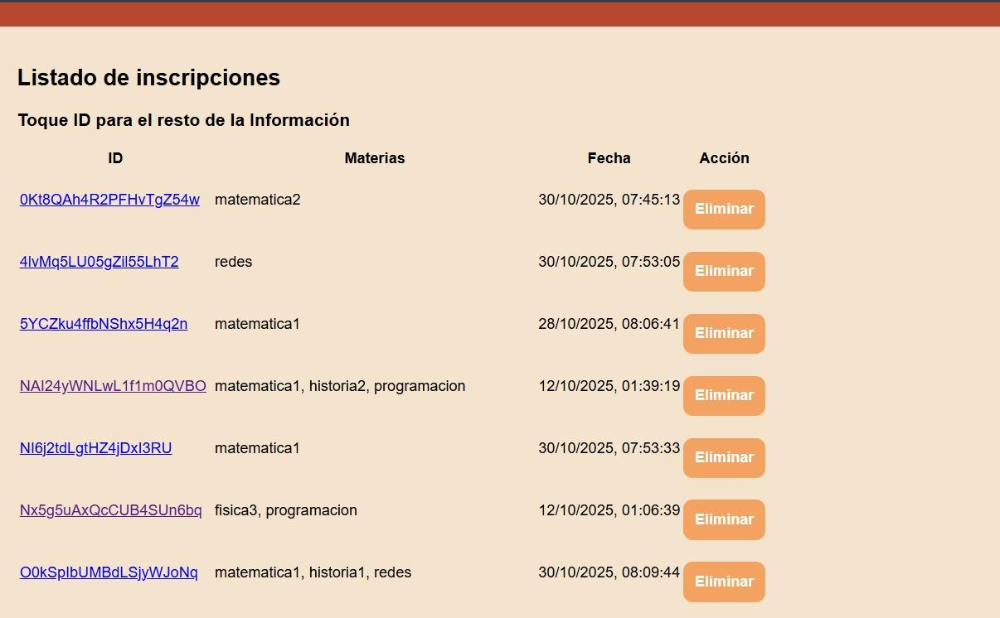 Listado de inscripciones
Toque ID para el resto de la Información
ID Materias Fecha Acción
0Kt8QAh4R2PFHvTgZ54w matematica2 30/10/2025, 07:45:13 Eliminar
4lvMq5LU05gZil55LhT2 redes 30/10/2025, 07:53:05 Eliminar
5YCZku4ffbNShx5H4q2n matematica1 28/10/2025, 08:06:41 Eliminar
NAI24yWNLwL1f1m0QVBO matematica1, historia2, programacion 12/10/2025, 01:39:19 Eliminar
NI6j2tdLgtHZ4jDxI3RU matematica1 30/10/2025, 07:53:33 Eliminar
Nx5g5uAxQcCUB4SUn6bq fisica3, programacion 12/10/2025, 01:06:39 Eliminar
O0kSpIbUMBdLSjyWJoNq matematica1, historia1, redes 30/10/2025, 08:09:44 Eliminar